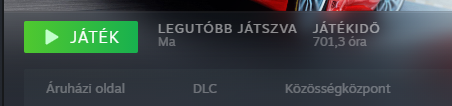 JÁTÉK
LEGUTÓBB JÁTSZVA
Ma
JÁTÉKIDŐ
701,3 óra
Áruházi oldal
DLC
Közösségközpont